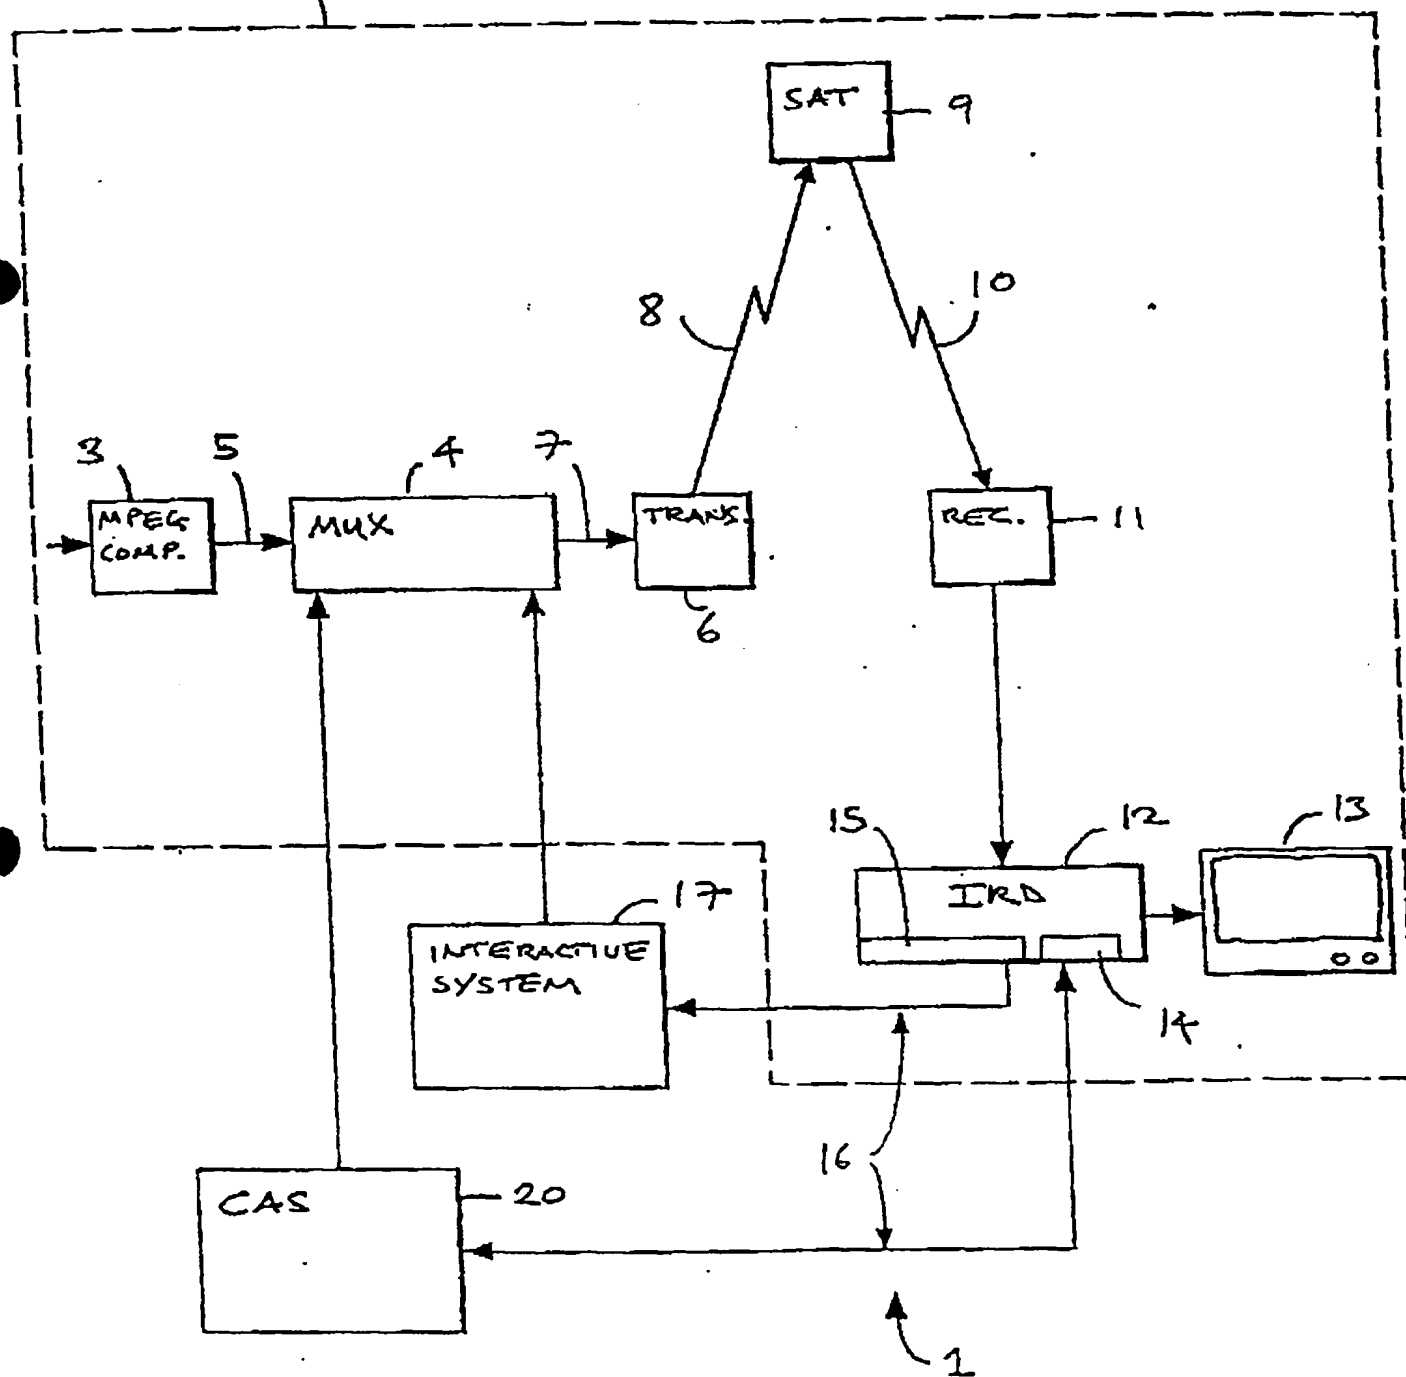 SAT
9
8
10
3
5
4
7
MPEG
COMP.
MUX
TRANS.
REC.
11
6
15
12
13
IRD
17
INTERACTIVE
SYSTEM
14
16
CAS
20
1